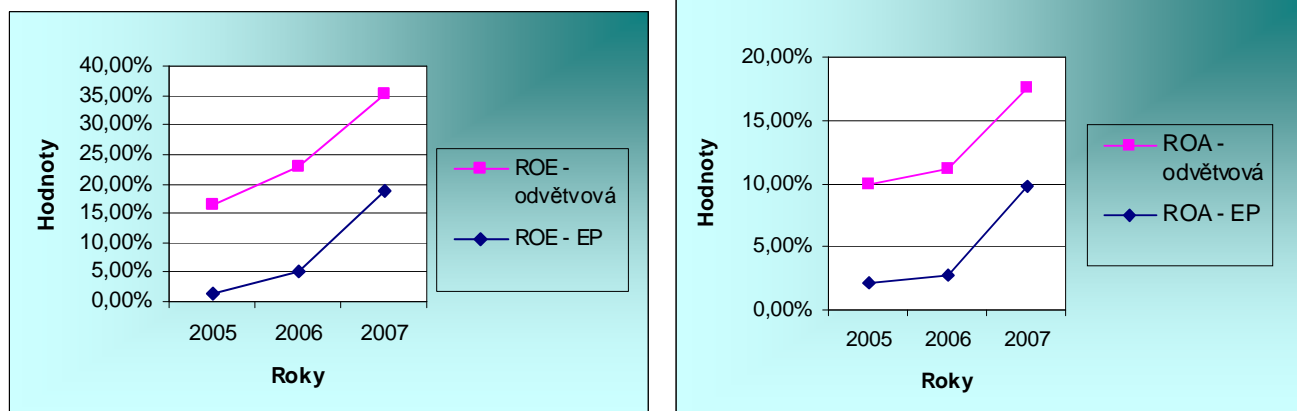 40,00%
35,00%
30,00%
25,00%
20,00%
15,00%
10,00%
5,00%
0,00%
Hodnoty
2005 2006 2007
Roky
ROE -
odvětvová
ROE - EP
20,00%
15,00%
10,00%
5,00%
0,00%
Hodnoty
2005 2006 2007
Roky
ROA -
odvětvová
ROA - EP